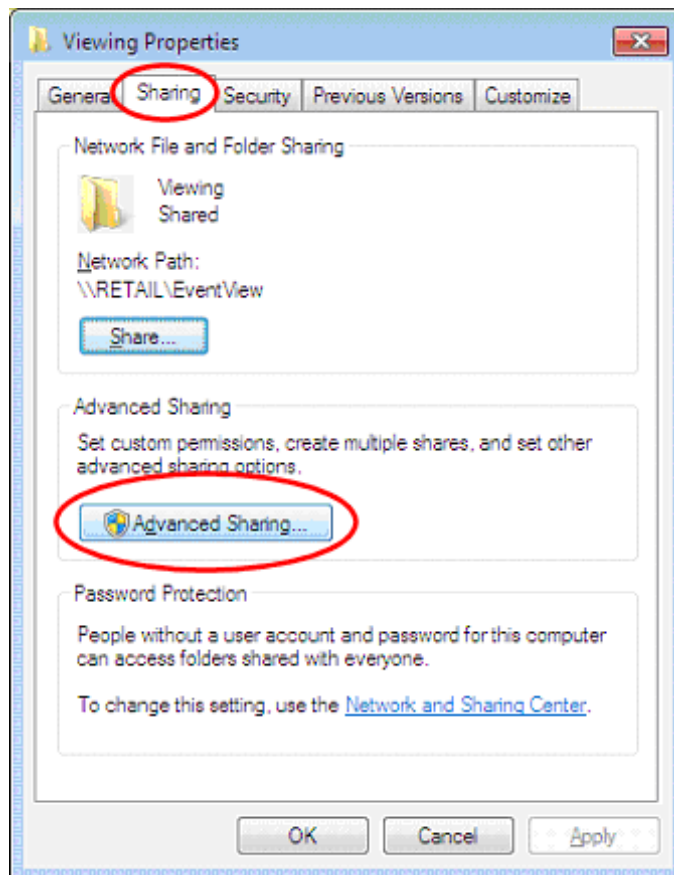 Viewing Properties
General Sharing Security Previous Versions Customize
Network File and Folder Sharing
Viewing
Shared
Network Path:
\\RETAIL\EventView
Share...
Advanced Sharing
Set custom permissions, create multiple shares, and set other
advanced sharing options.
Advanced Sharing...
Password Protection
People without a user account and password for this computer
can access folders shared with everyone.
To change this setting, use the Network and Sharing Center.
OK Cancel Apply